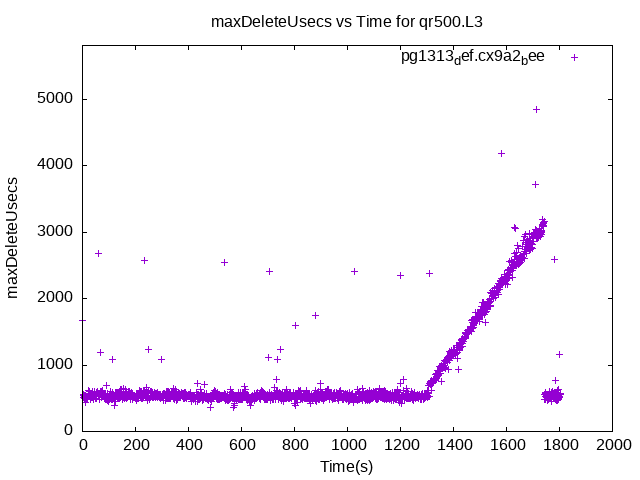 maxDeleteUsecs vs Time for qr500.L3
pg1313def.cx9a2bee
5000
4000
3000
2000
1000
0
maxDeleteUsecs
0 200 400 600 800 1000 1200 1400 1600 1800 2000
Time(s)